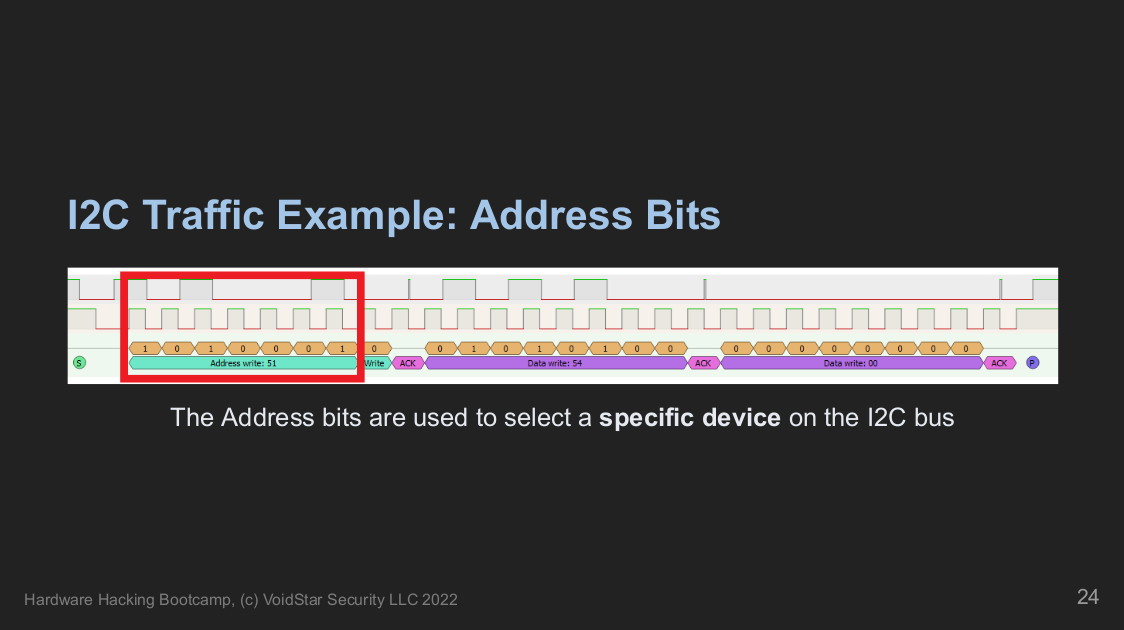 I2C Traffic Example: Address Bits
1 0 1 0 0 0 1 0 0 1 0 1 0 1 0 0 0 0 0 0 0 0 0 0
S Address write: 51 Write ACK Data write: 54 ACK Data write: 00 ACK P
The Address bits are used to select a specific device on the I2C bus
Hardware Hacking Bootcamp, (c) VoidStar Security LLC 2022
24